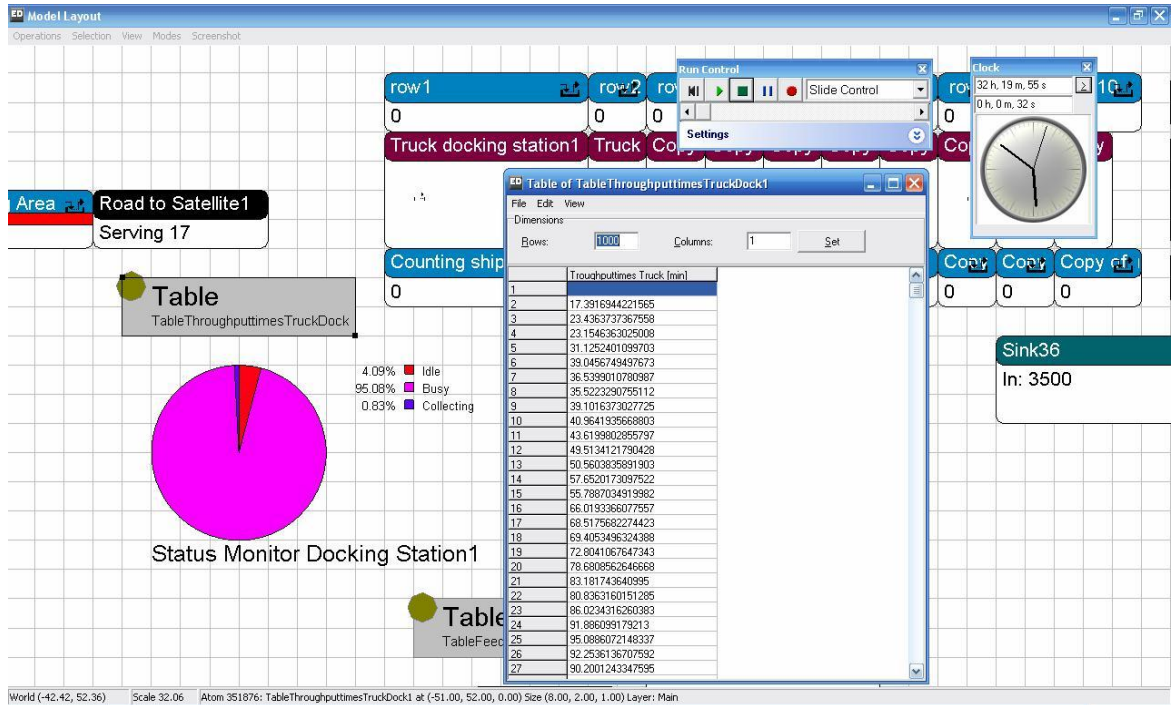 Model Layout
Operations Selection View Modes Screenshot
row1
row2
0
0
0
0
Run Control
Slide Control
Settings
Clock
32 h, 19 m, 55 s
0 h, 0 m, 32 s
Truck docking station1
Truck
Area
Road to Satellite1
Serving 17
Counting ship
0
Copy
Copy
Copy of
0
0
0
Table
TableThroughputtimesTruckDock
4.09% Idle
95.08% Busy
0.83% Collecting
Status Monitor Docking Station1
Table
TableFeed
Sink36
In: 3500
Table of TableThroughputtimesTruckDock1
File Edit View
Dimensions
Rows: 1000 Columns: 1 Set
Troughputtimes Truck [min]
1
2 17.3916944221565
3 23.4363737367558
4 23.1546363025008
5 31.1252401099703
6 39.0456749497673
7 36.5399010780987
8 35.5223290755112
9 39.1016373027725
10 40.9641935668803
11 43.6199802855797
12 49.5134121790428
13 50.5603835891903
14 57.6520173097522
15 55.7887034919982
16 66.0193366077557
17 68.5175682274423
18 69.4053496324388
19 72.8041067647343
20 78.6808562646668
21 83.181743640995
22 80.8363160151285
23 86.0234316260383
24 91.886099179213
25 95.0886072148337
26 92.2536136707592
27 90.2001243347595
World (-42.42, 52.36) Scale 32.06 Atom 351876: TableThroughputtimesTruckDock1 at (-51.00, 52.00, 0.00) Size (8.00, 2.00, 1.00) Layer: Main